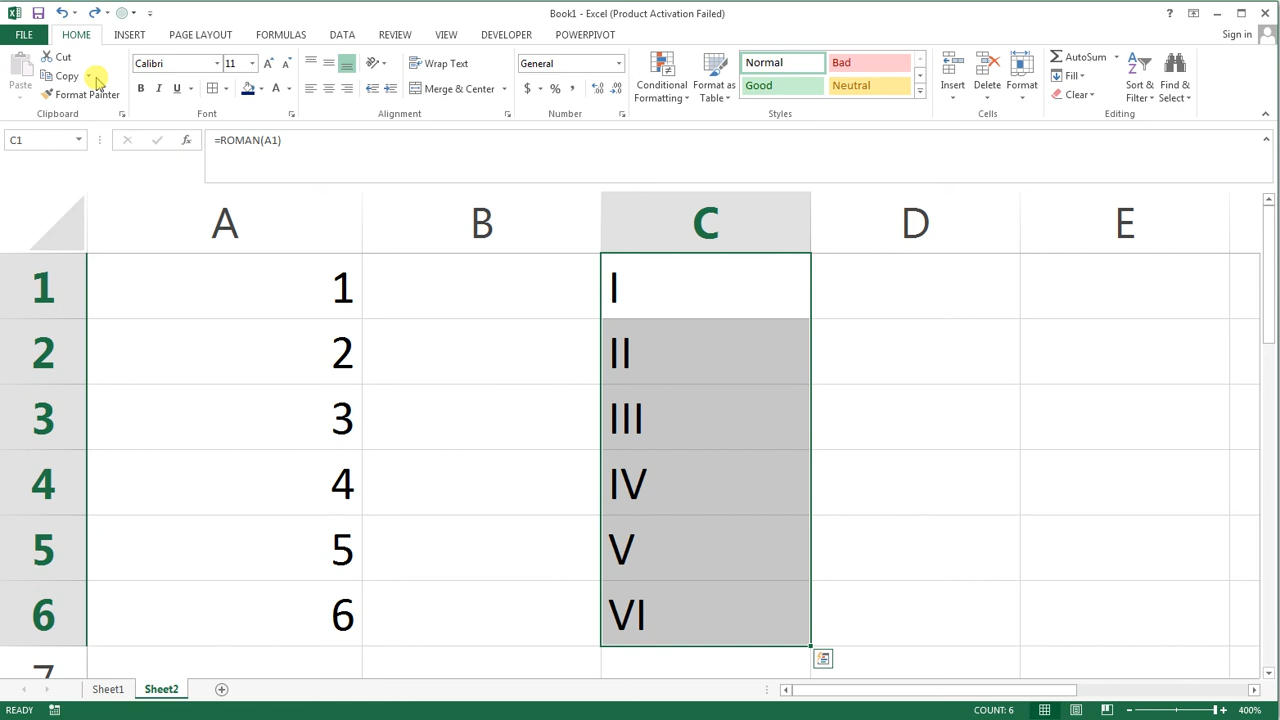 Book1 - Excel (Product Activation Failed)
?
FILE HOME INSERT PAGE LAYOUT FORMULAS DATA REVIEW VIEW DEVELOPER POWERPIVOT Sign in
Paste
Cut
Copy
Format Painter
Clipboard
Calibri 11
B I U
Font
Wrap Text
Merge & Center
Alignment
General
$ % ,
Number
Conditional Formatting
Format as Table
Normal Bad
Good Neutral
Styles
Insert Delete Format
Cells
AutoSum
Fill
Clear
Sort & Filter
Find & Select
Editing
C1 fx =ROMAN(A1)
A B C D E
1 1 I
2 2 II
3 3 III
4 4 IV
5 5 V
6 6 VI
7
Sheet1 Sheet2
READY COUNT: 6 400%